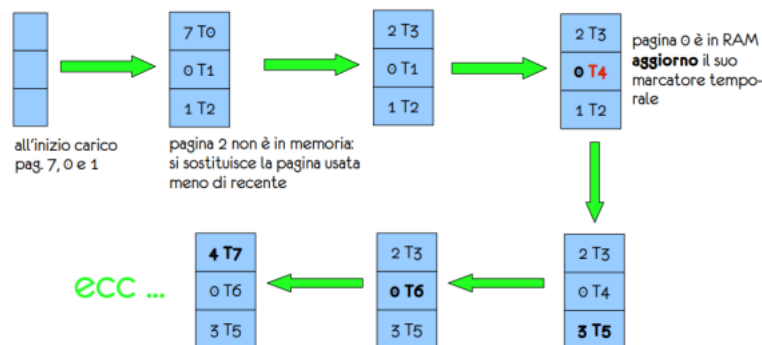 7 T0
0 T1
1 T2
2 T3
0 T1
1 T2
2 T3
0 T4
1 T2
pagina 0 è in RAM
aggiorno il suo
marcatore tempo-
rale
all'inizio carico
pag. 7, 0 e 1
pagina 2 non è in memoria:
si sostituisce la pagina usata
meno di recente
ecc ...
4 T7
0 T6
3 T5
2 T3
0 T6
3 T5
2 T3
0 T4
3 T5